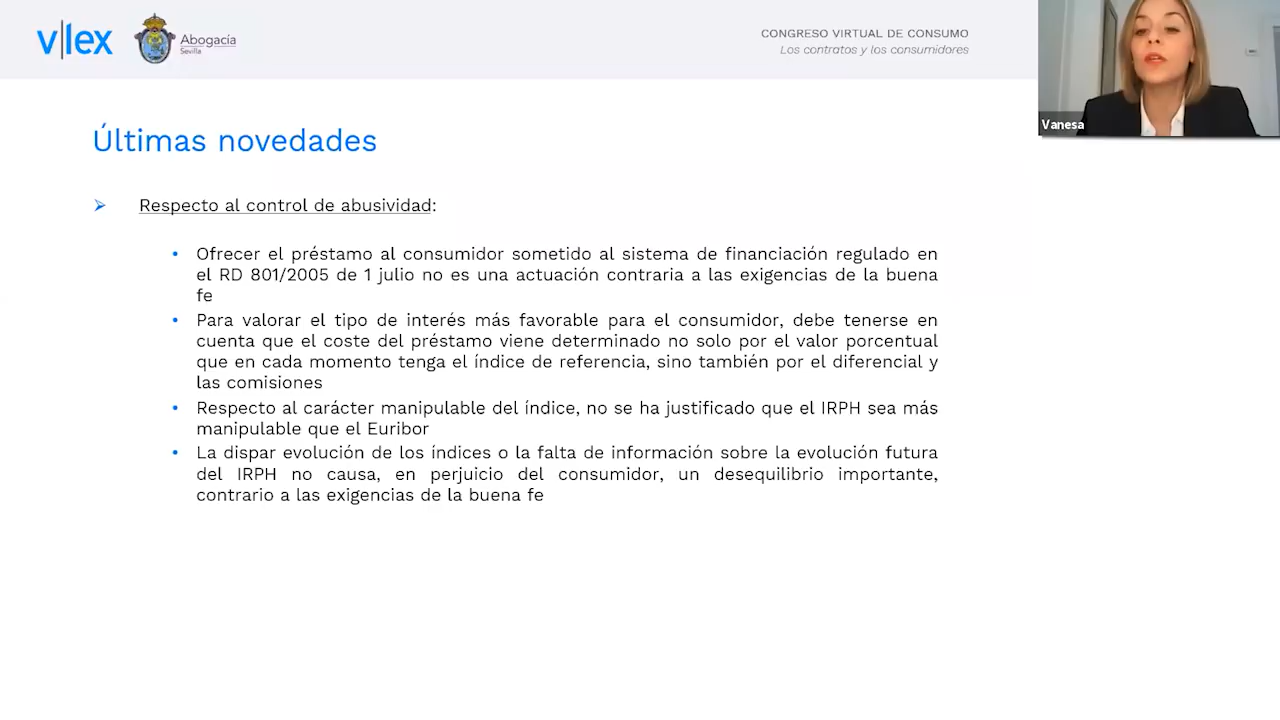 v|lex
Abogacía
Sevilla
CONGRESO VIRTUAL DE CONSUMO
Los contratos y los consumidores
Vanesa
Últimas novedades
Respecto al control de abusividad:
Ofrecer el préstamo al consumidor sometido al sistema de financiación regulado en
el RD 801/2005 de 1 julio no es una actuación contraria a las exigencias de la buena
fe
Para valorar el tipo de interés más favorable para el consumidor, debe tenerse en
cuenta que el coste del préstamo viene determinado no solo por el valor porcentual
que en cada momento tenga el índice de referencia, sino también por el diferencial y
las comisiones
Respecto al carácter manipulable del índice, no se ha justificado que el IRPH sea más
manipulable que el Euribor
La dispar evolución de los índices o la falta de información sobre la evolución futura
del IRPH no causa, en perjuicio del consumidor, un desequilibrio importante,
contrario a las exigencias de la buena fe